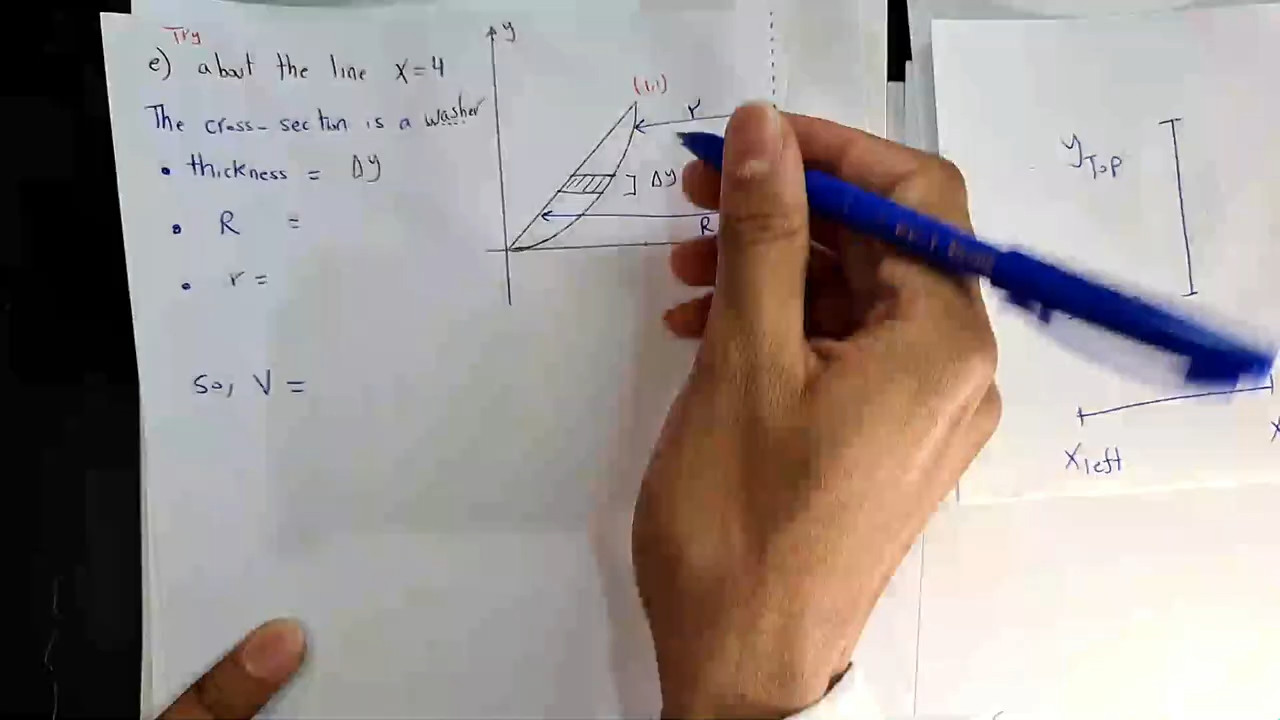 Try
e) about the line x=4
The cross-section is a washer
• thickness = Δy
• R =
• r =
so, V =
y
(1,1)
r
Δy
R
y Top
x left